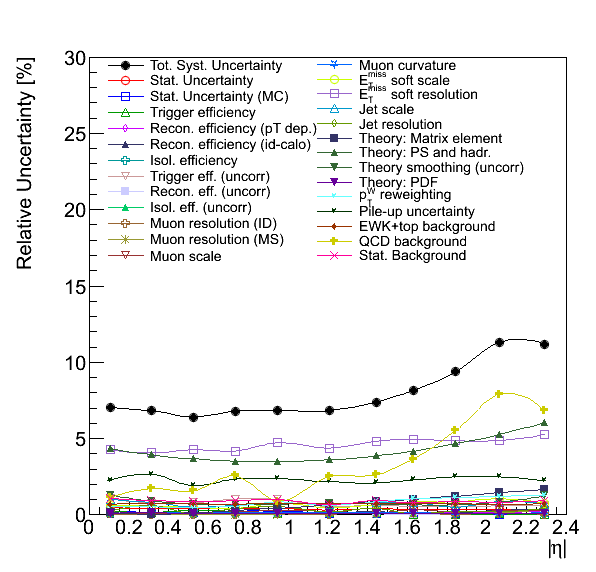 Relative Uncertainty [%]
30
25
20
15
10
5
0
Tot. Syst. Uncertainty
Stat. Uncertainty
Stat. Uncertainty (MC)
Trigger efficiency
Recon. efficiency (pT dep.)
Recon. efficiency (id-calo)
Isol. efficiency
Trigger eff. (uncorr)
Recon. eff. (uncorr)
Isol. eff. (uncorr)
Muon resolution (ID)
Muon resolution (MS)
Muon scale
Muon curvature
E_T^miss soft scale
E_T^miss soft resolution
Jet scale
Jet resolution
Theory: Matrix element
Theory: PS and hadr.
Theory smoothing (uncorr)
Theory: PDF
p_T^W reweighting
Pile-up uncertainty
EWK+top background
QCD background
Stat. Background
0 0.2 0.4 0.6 0.8 1 1.2 1.4 1.6 1.8 2 2.2 2.4
|η|